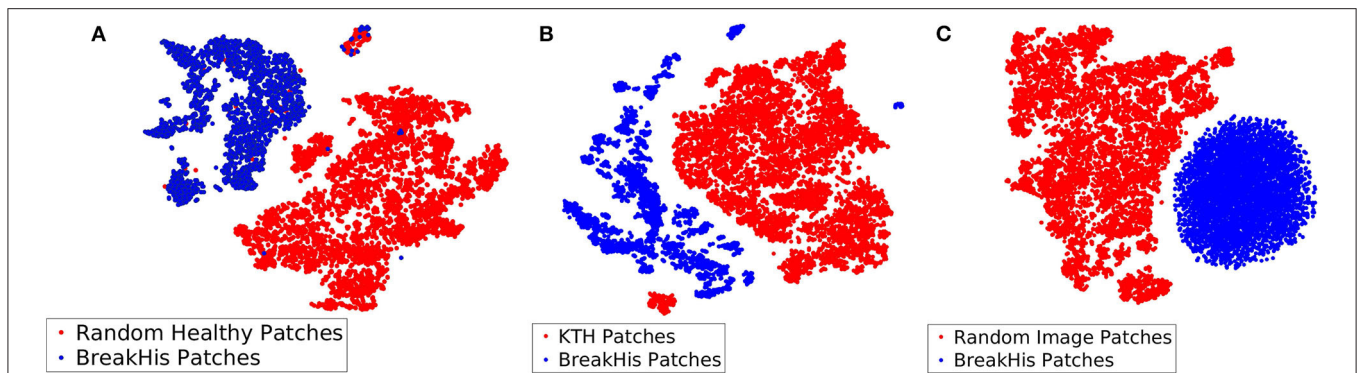 A
B
C
Random Healthy Patches
BreakHis Patches
KTH Patches
BreakHis Patches
Random Image Patches
BreakHis Patches